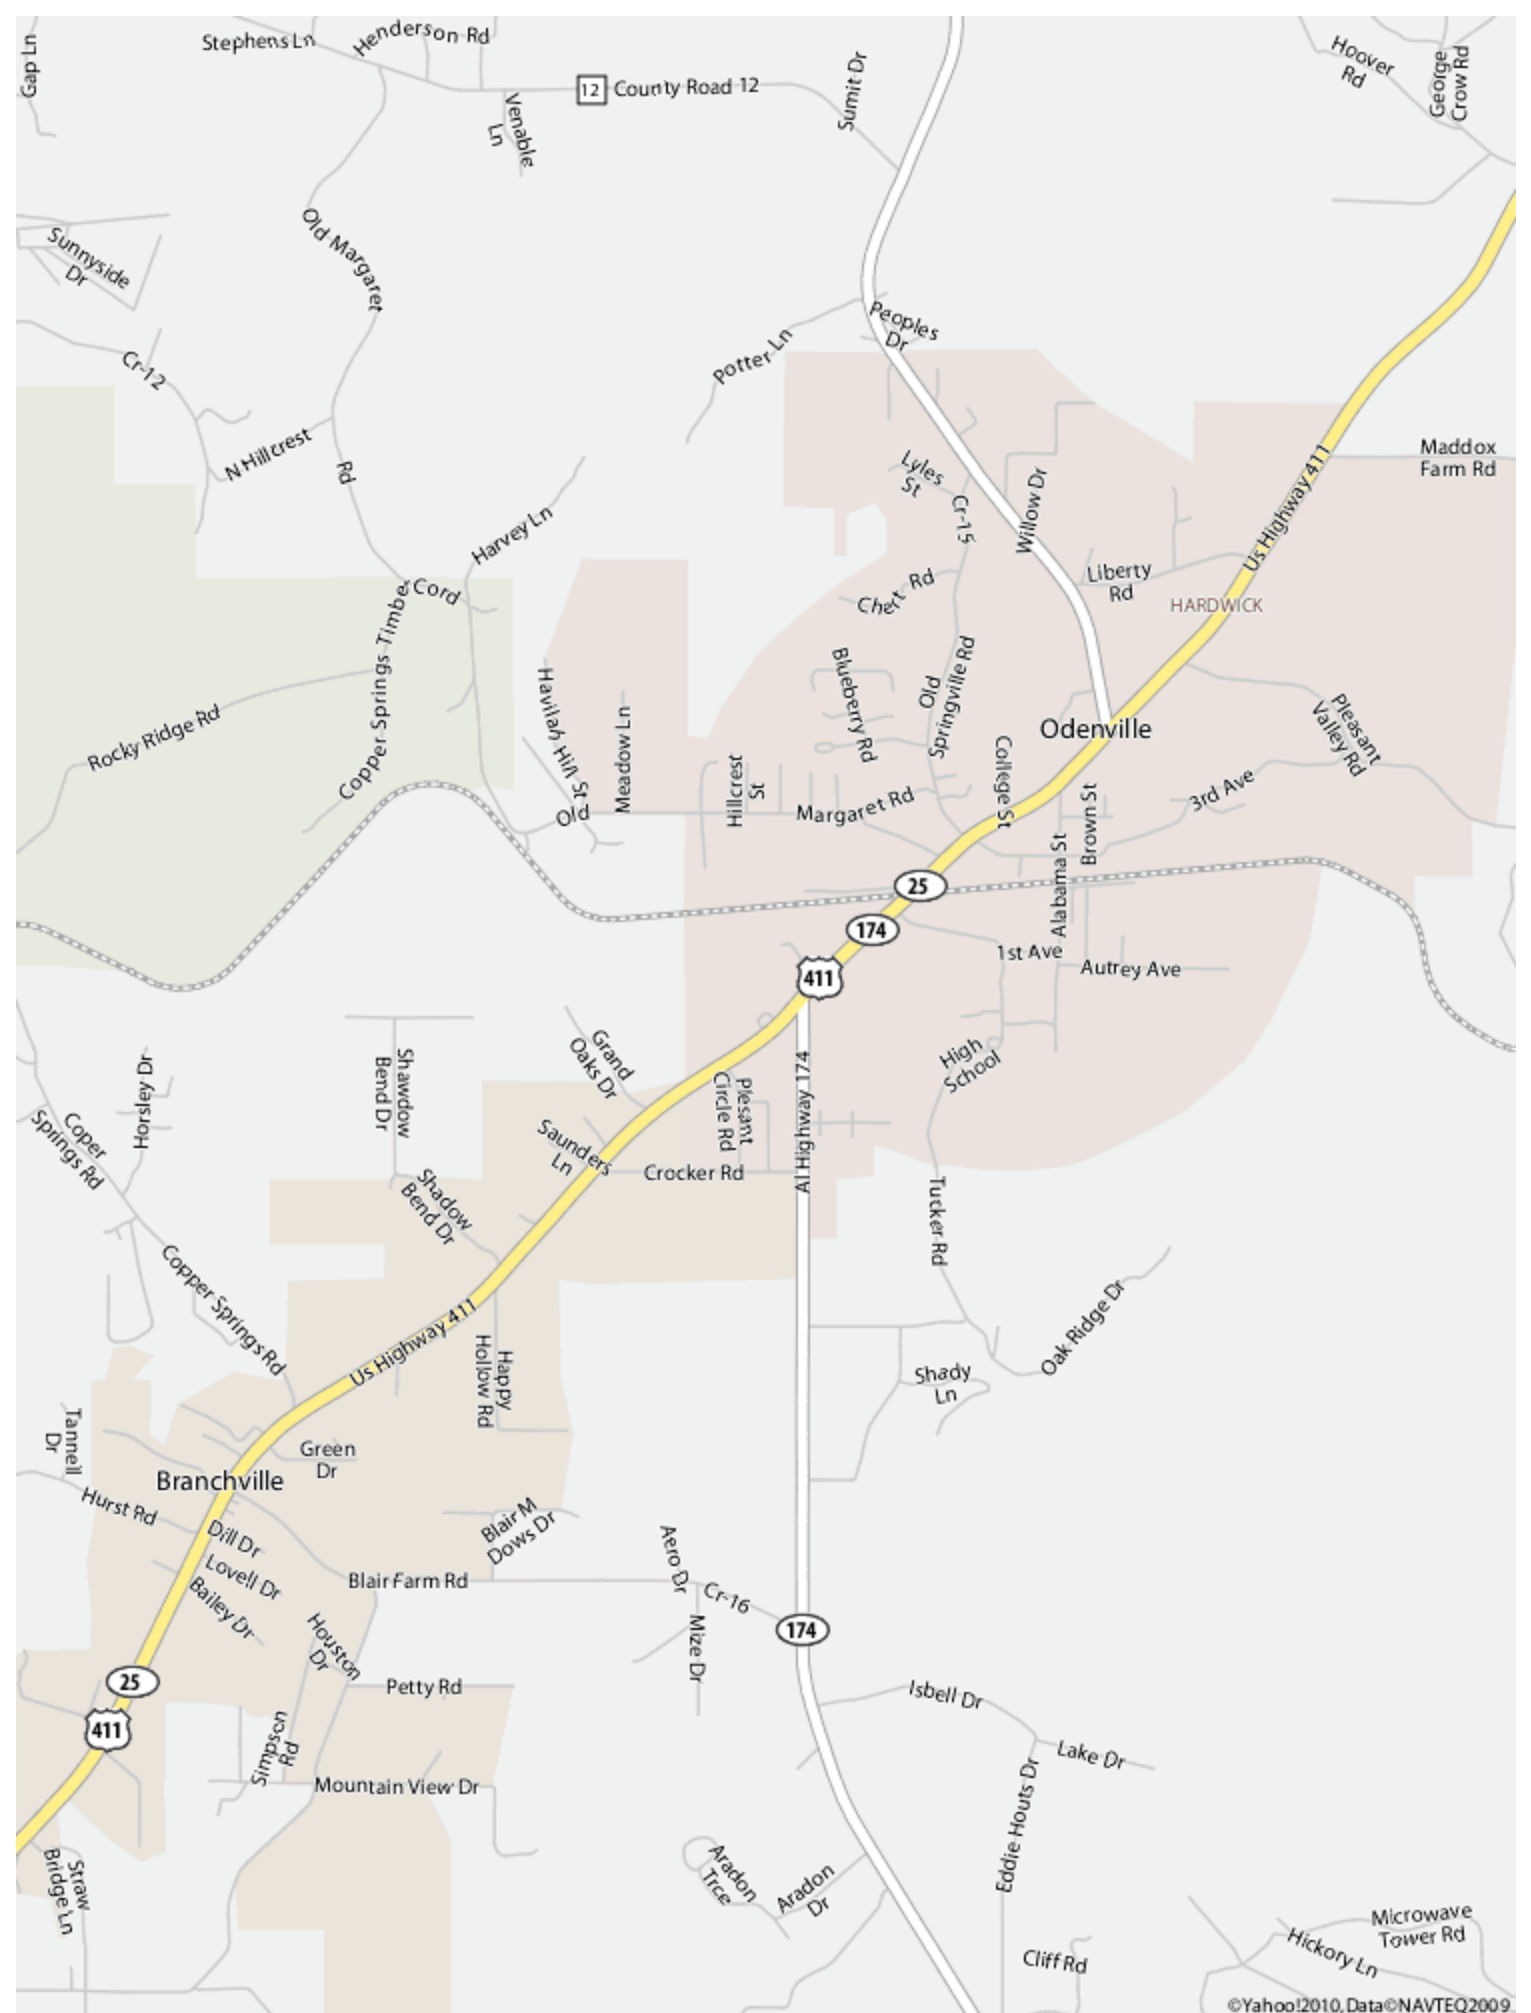 Gap Ln
Stephens Ln
Henderson Rd
12 County Road 12
Venable
Ln
Sumit Dr
Hoover
Rd
George
Crow Rd
Sunnyside
Dr
Old Margaret
Rd
Cr-12
N Hillcrest
Potter Ln
Peoples
Dr
Lyles
St
Cr-15
Willow Dr
Us Highway 411
Maddox
Farm Rd
Harvey Ln
Cord
Copper Springs Timbe
Rocky Ridge Rd
Chert Rd
Liberty
Rd
HARDWICK
Havilah Hill St
Meadow Ln
Old
Hillcrest
St
Blueberry Rd
Old
Springville Rd
Margaret Rd
College St
Odenville
Pleasant
Valley Rd
3rd Ave
Brown St
Alabama St
25
174
411
1st Ave
Autrey Ave
High
School
Grand
Oaks Dr
Shawdow
Bend Dr
Horsley Dr
Coper
Springs Rd
Plesant
Circle Rd
Al Highway 174
Saunders
Ln
Crocker Rd
Shadow
Bend Dr
Tucker Rd
Copper Springs Rd
Us Highway 411
Happy
Hollow Rd
Oak Ridge Dr
Shady
Ln
Tannell
Dr
Green
Dr
Branchville
Hurst Rd
Dill Dr
Lovell Dr
Bailey Dr
Blair M
Dows Dr
Blair Farm Rd
Aero Dr
Cr-16
Mize Dr
174
Houston
Dr
25
411
Petty Rd
Isbell Dr
Lake Dr
Simpson
Rd
Mountain View Dr
Eddie Houts Dr
Straw
Bridge Ln
Aradon
Trce
Aradon
Dr
Cliff Rd
Microwave
Tower Rd
Hickory Ln
©Yahoo!2010,Data©NAVTEQ2009